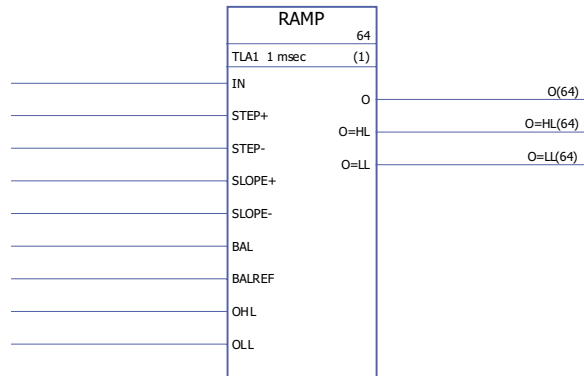 RAMP
64
TLA1 1 msec (1)
IN
O O(64)
STEP+
O=HL O=HL(64)
STEP-
O=LL O=LL(64)
SLOPE+
SLOPE-
BAL
BALREF
OHL
OLL